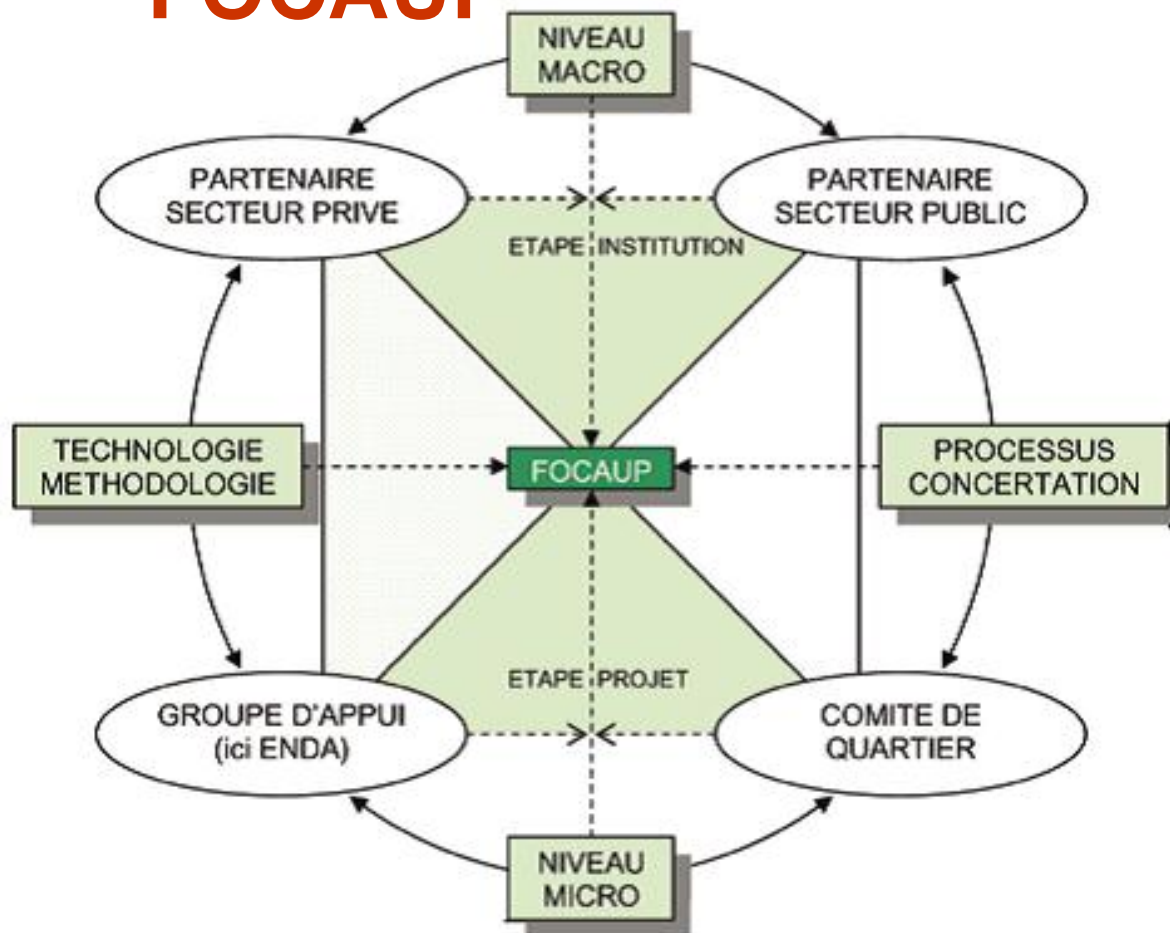 FOCAUP
NIVEAU
MACRO
PARTENAIRE
SECTEUR PRIVE
PARTENAIRE
SECTEUR PUBLIC
ETAPE INSTITUTION
TECHNOLOGIE
METHODOLOGIE
FOCAUP
PROCESSUS
CONCERTATION
ETAPE PROJET
GROUPE D'APPUI
(ici ENDA)
COMITE DE
QUARTIER
NIVEAU
MICRO